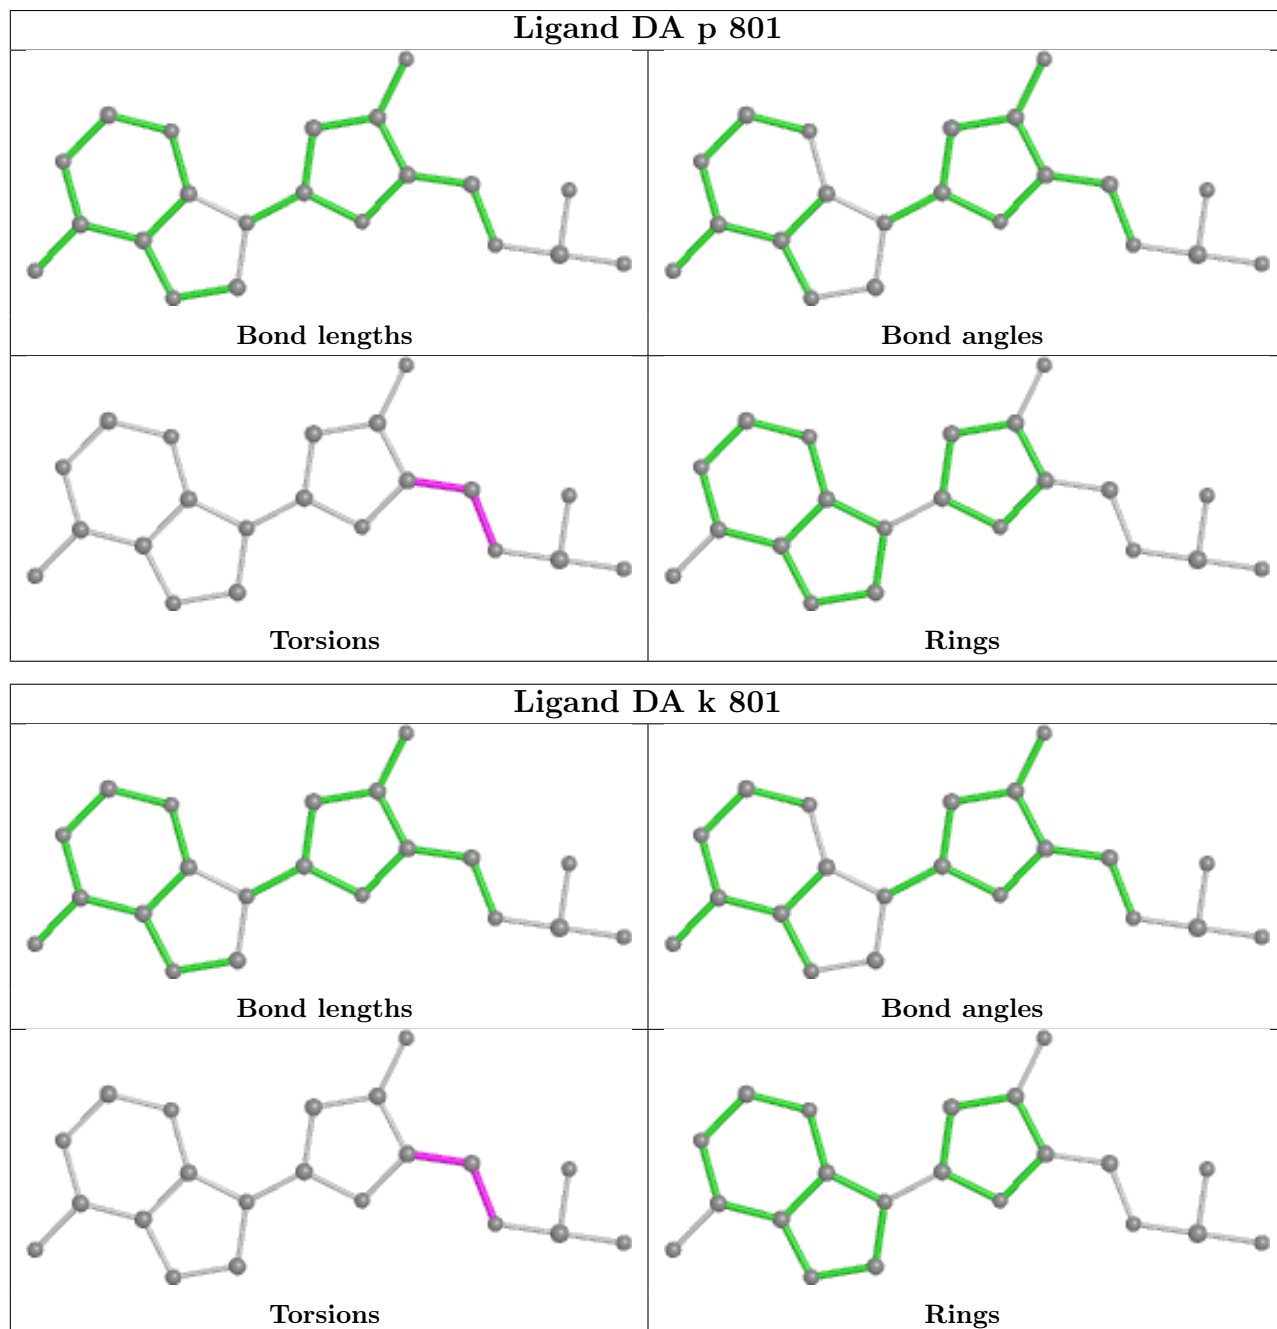 Ligand DA p 801
Bond lengths
Bond angles
Torsions
Rings
Ligand DA k 801
Bond lengths
Bond angles
Torsions
Rings